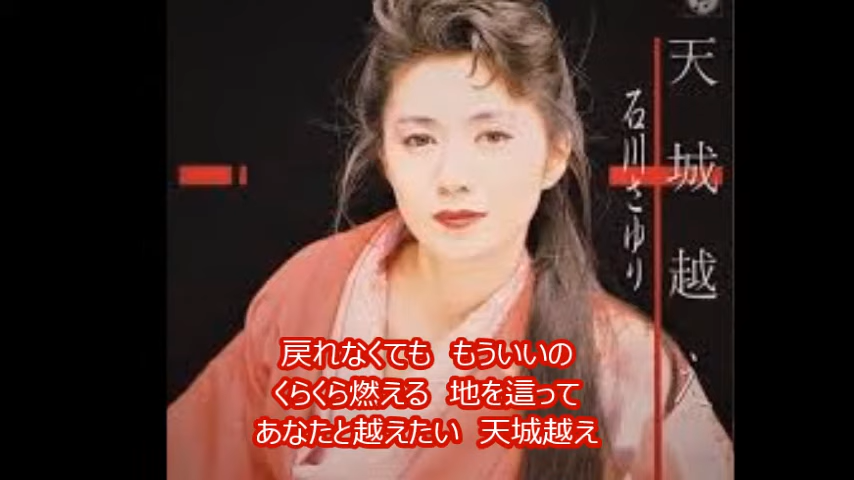 天城越え
石川さゆり
戻れなくても　もういいの
くらくら燃える　地を這って
あなたと越えたい　天城越え